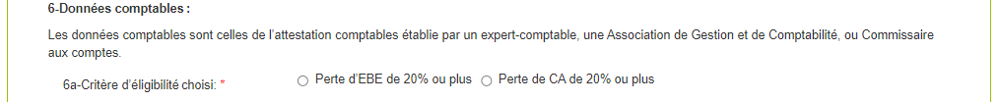 6-Données comptables :
Les données comptables sont celles de l'attestation comptables établie par un expert-comptable, une Association de Gestion et de Comptabilité, ou Commissaire
aux comptes.
6a-Critère d'éligibilité choisi: * Perte d'EBE de 20% ou plus Perte de CA de 20% ou plus